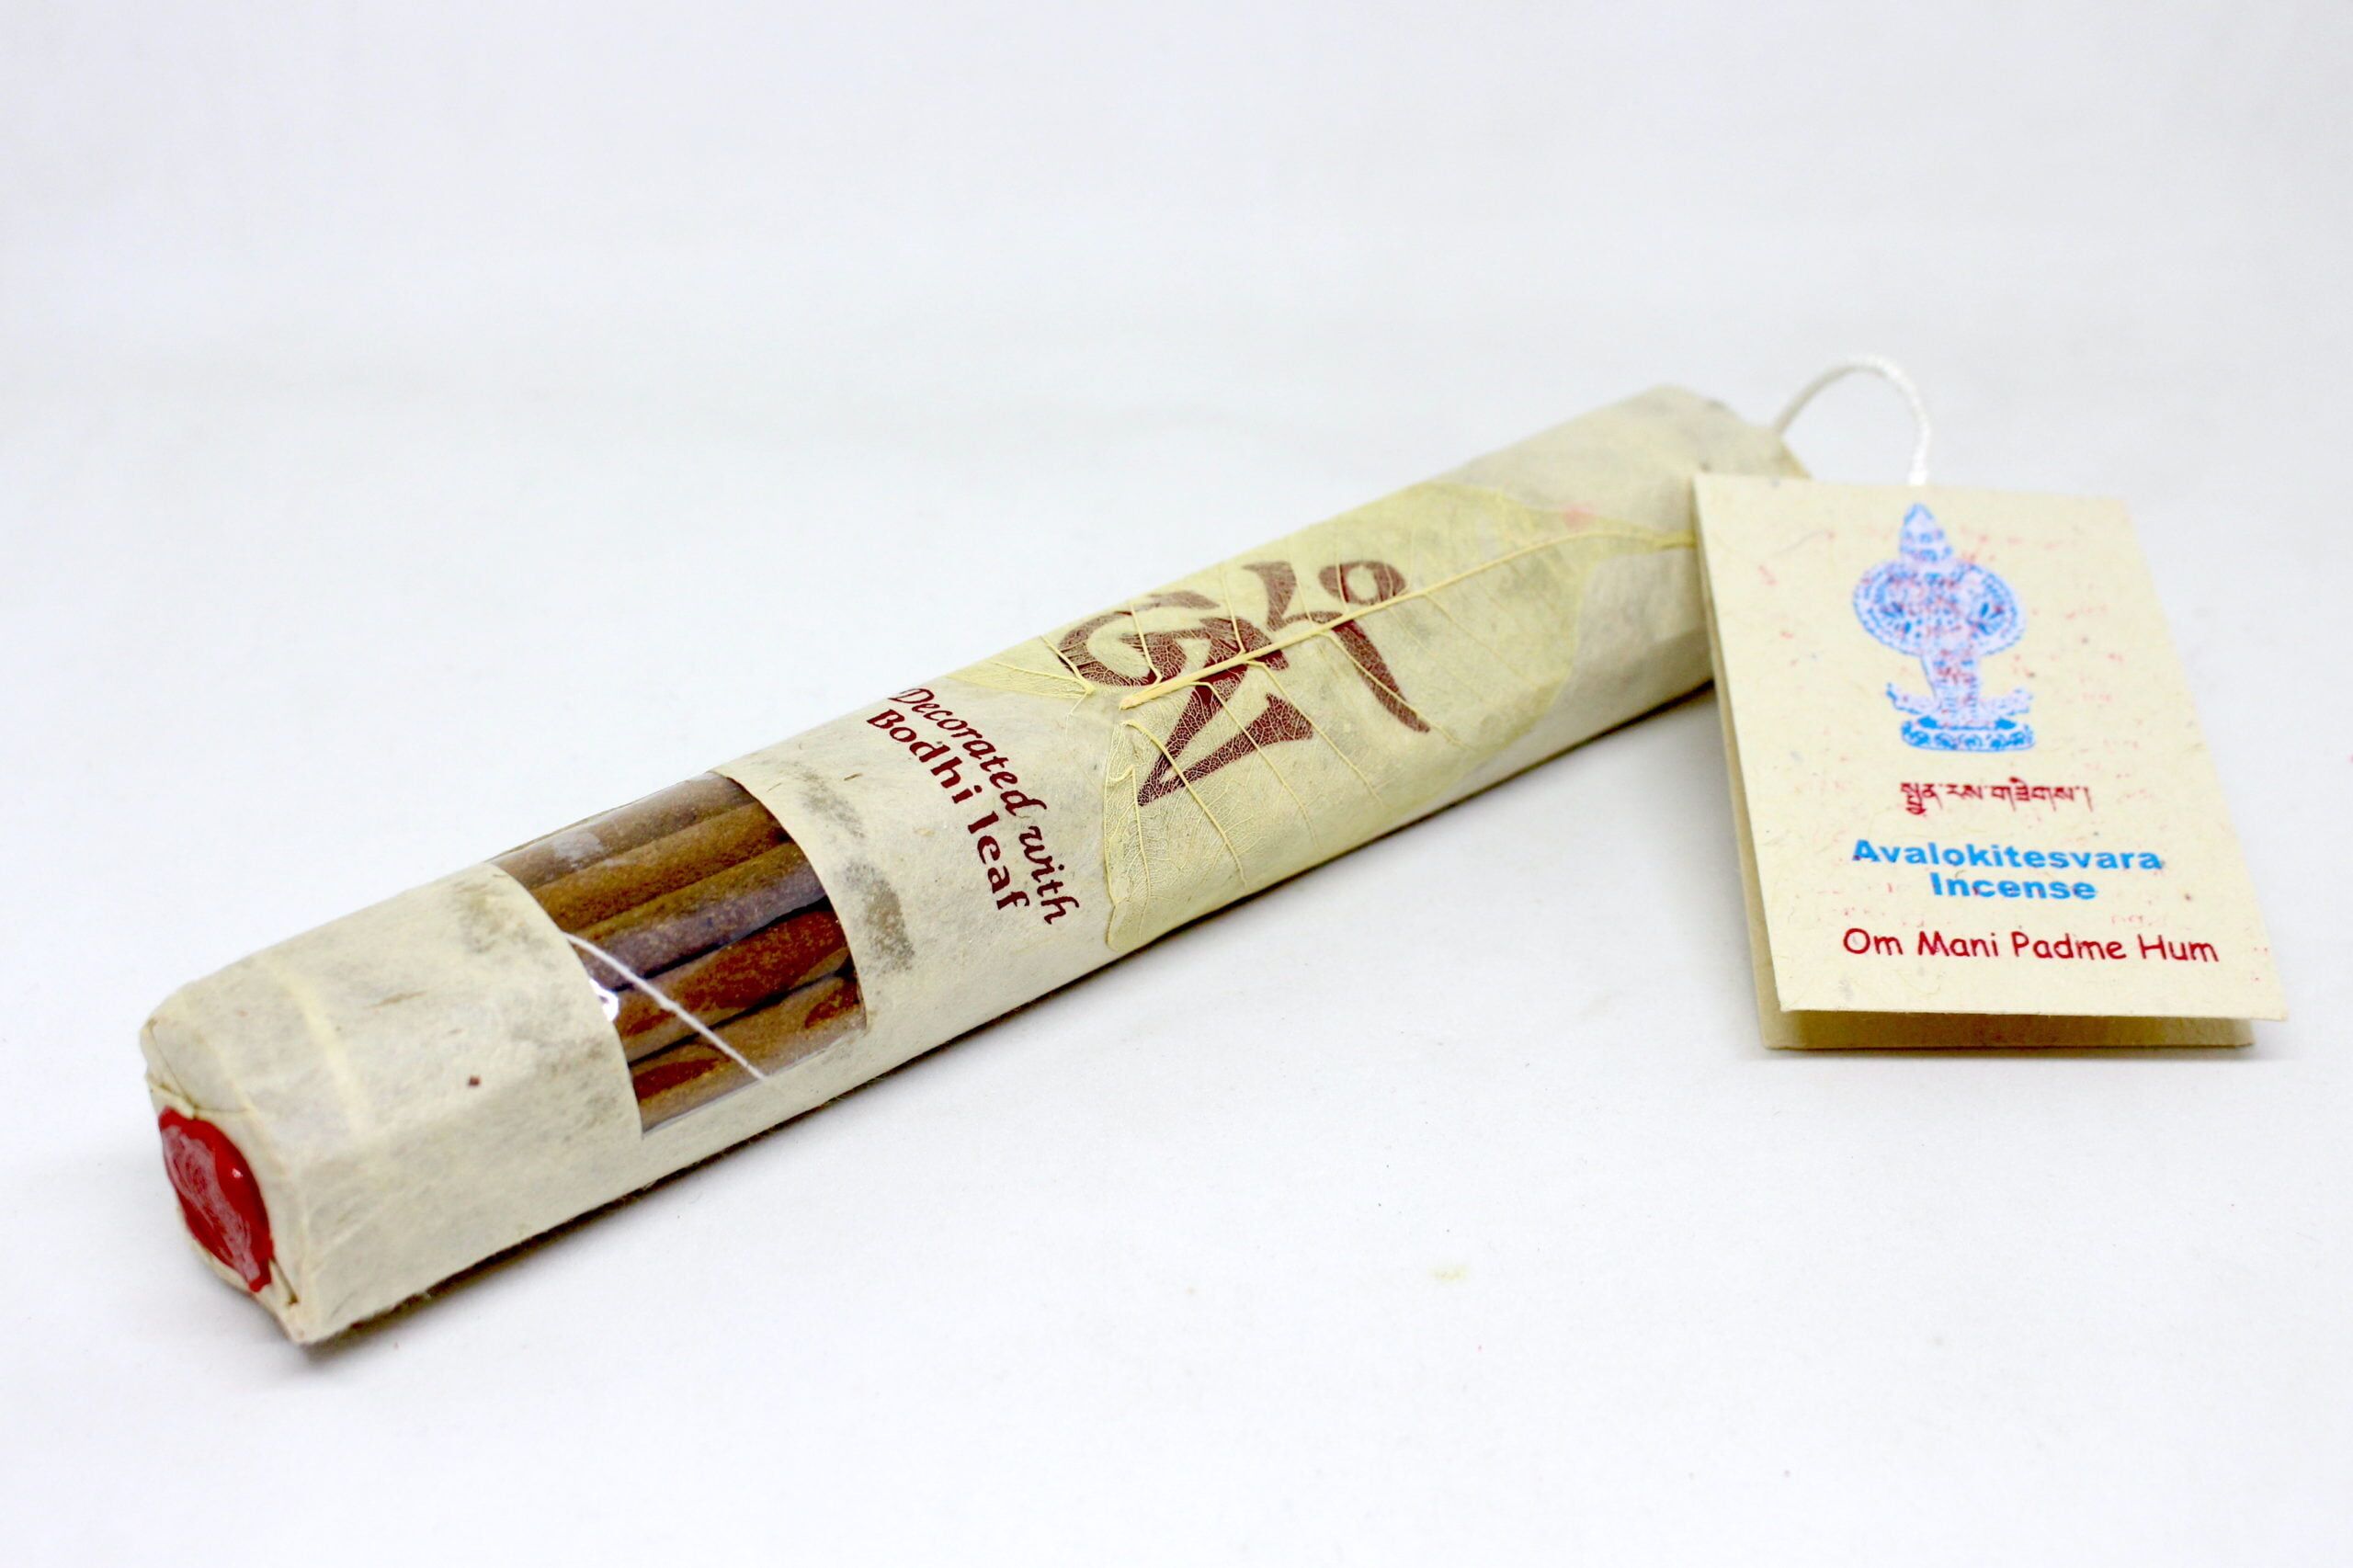 ཨོཾ
Decorated with
Bodhi leaf
སྤྱན་རས་གཟིགས།
Avalokitesvara
Incense
Om Mani Padme Hum